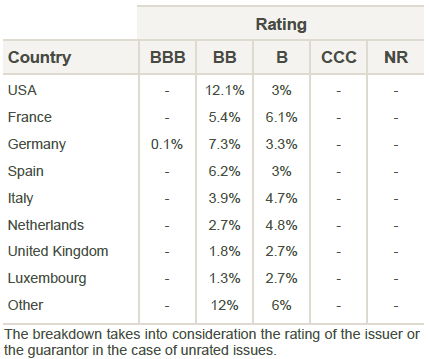 Rating
Country BBB BB B CCC NR
USA - 12.1% 3% - -
France - 5.4% 6.1% - -
Germany 0.1% 7.3% 3.3% - -
Spain - 6.2% 3% - -
Italy - 3.9% 4.7% - -
Netherlands - 2.7% 4.8% - -
United Kingdom - 1.8% 2.7% - -
Luxembourg - 1.3% 2.7% - -
Other - 12% 6% - -
The breakdown takes into consideration the rating of the issuer or
the guarantor in the case of unrated issues.